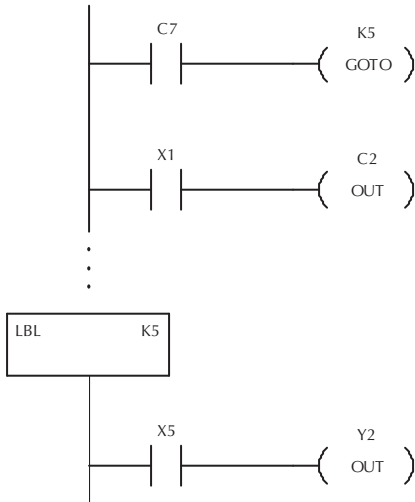 C7 K5
GOTO
X1 C2
OUT
LBL K5
X5 Y2
OUT